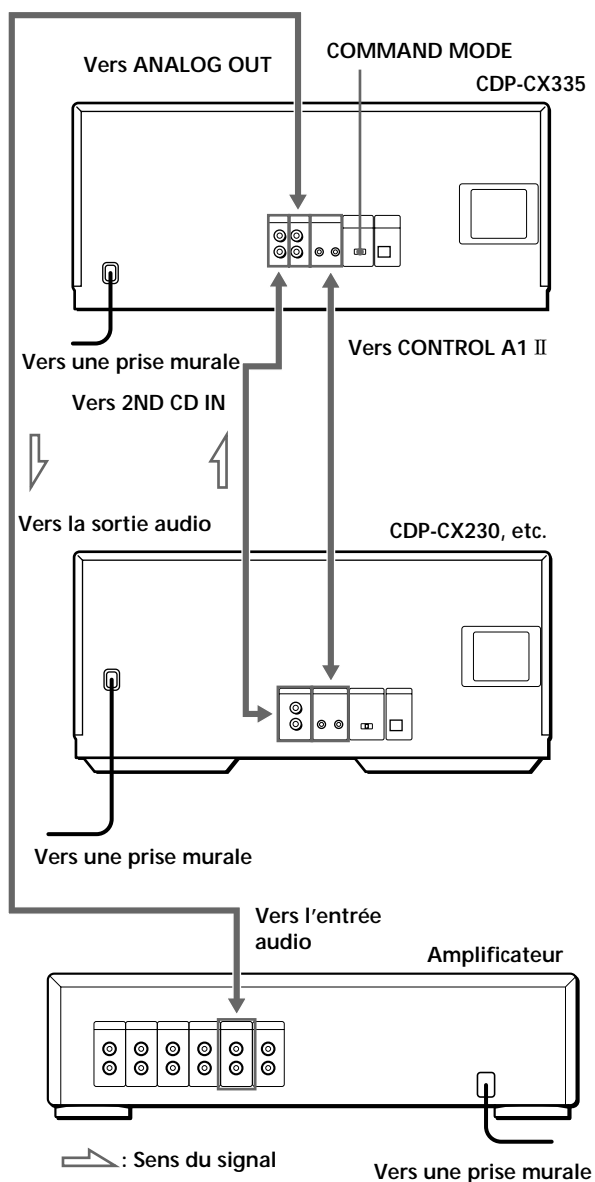 Vers ANALOG OUT
COMMAND MODE
CDP-CX335
Vers une prise murale
Vers CONTROL A1 Ⅱ
Vers 2ND CD IN
Vers la sortie audio
CDP-CX230, etc.
Vers une prise murale
Vers l'entrée
audio
Amplificateur
: Sens du signal
Vers une prise murale